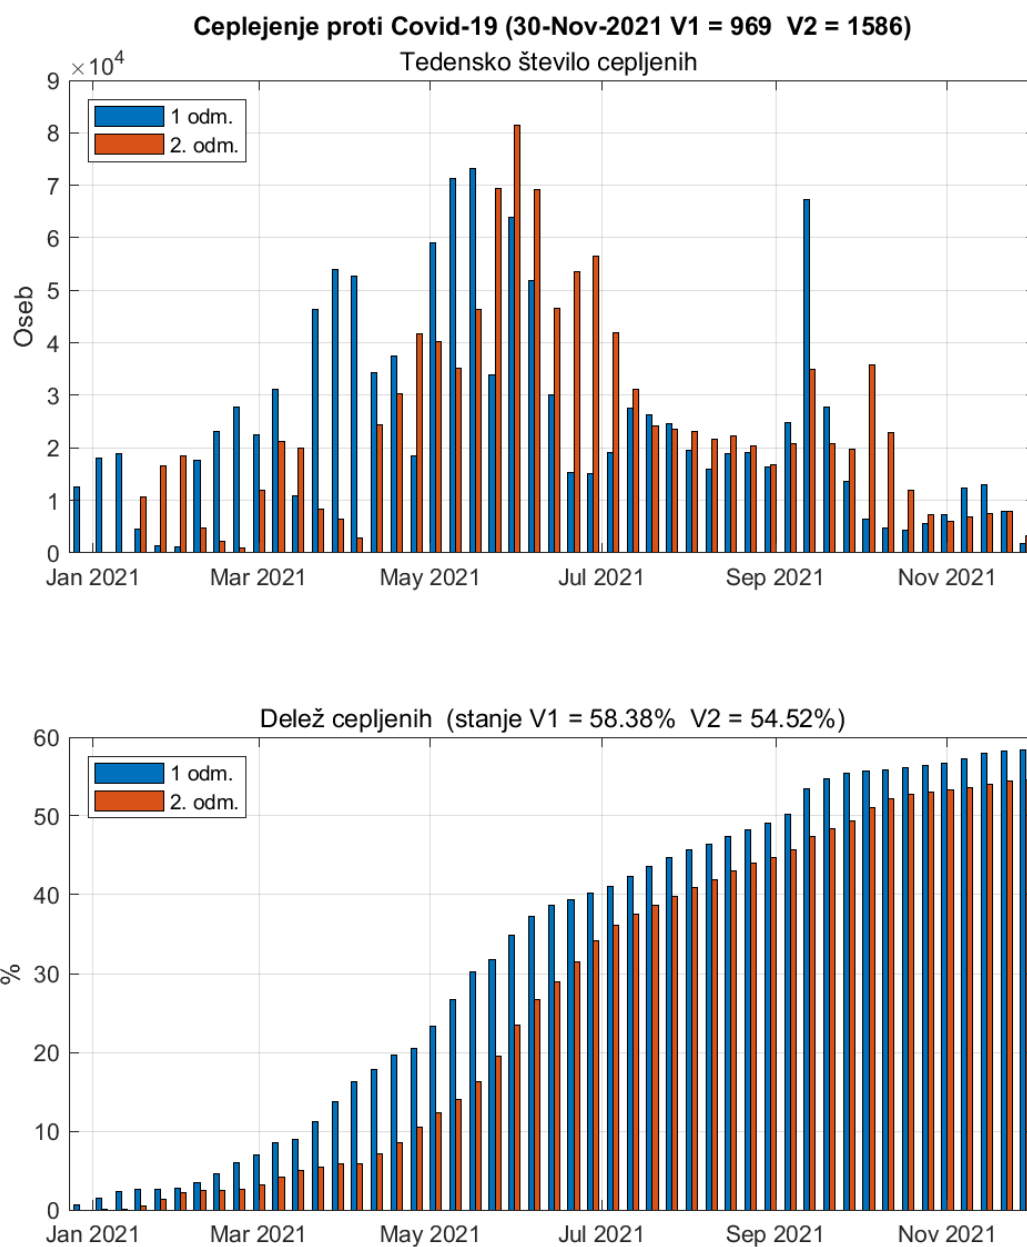 Ceplejenje proti Covid-19 (30-Nov-2021 V1 = 969 V2 = 1586)
×10⁴ Tedensko število cepljenih
1 odm.
2. odm.
9
8
7
6
5
4
3
2
1
0
Oseb
Jan 2021 Mar 2021 May 2021 Jul 2021 Sep 2021 Nov 2021
Delež cepljenih (stanje V1 = 58.38% V2 = 54.52%)
1 odm.
2. odm.
60
50
40
30
20
10
0
%
Jan 2021 Mar 2021 May 2021 Jul 2021 Sep 2021 Nov 2021